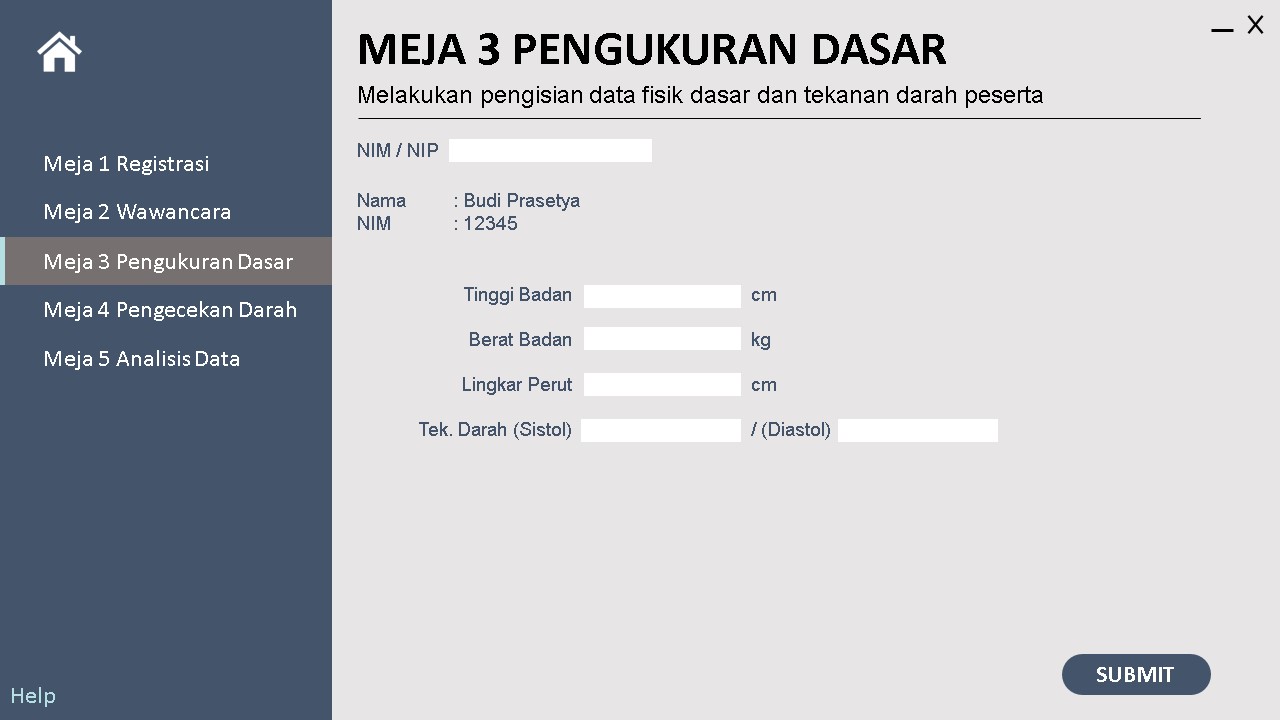 MEJA 3 PENGUKURAN DASAR
Melakukan pengisian data fisik dasar dan tekanan darah peserta
Meja 1 Registrasi
Meja 2 Wawancara
Meja 3 Pengukuran Dasar
Meja 4 Pengecekan Darah
Meja 5 Analisis Data
Help
NIM / NIP
Nama : Budi Prasetya
NIM : 12345
Tinggi Badan cm
Berat Badan kg
Lingkar Perut cm
Tek. Darah (Sistol) / (Diastol)
SUBMIT